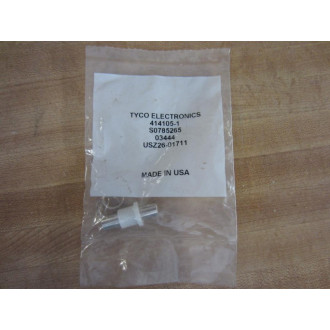 TYCO ELECTRONICS
414105-1
S0785265
03444
USZ26-01711
MADE IN USA